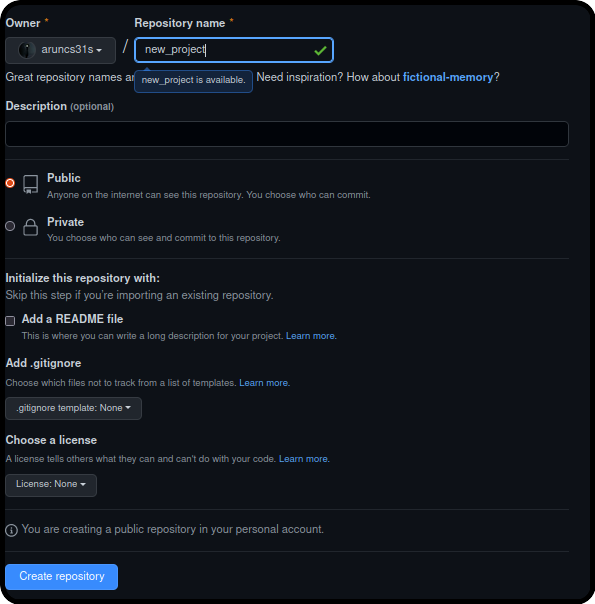 Owner * Repository name *
aruncs31s / new_project
Great repository names ar Need inspiration? How about fictional-memory?
new_project is available.
Description (optional)
Public
Anyone on the internet can see this repository. You choose who can commit.
Private
You choose who can see and commit to this repository.
Initialize this repository with:
Skip this step if you're importing an existing repository.
Add a README file
This is where you can write a long description for your project. Learn more.
Add .gitignore
Choose which files not to track from a list of templates. Learn more.
.gitignore template: None
Choose a license
A license tells others what they can and can't do with your code. Learn more.
License: None
You are creating a public repository in your personal account.
Create repository